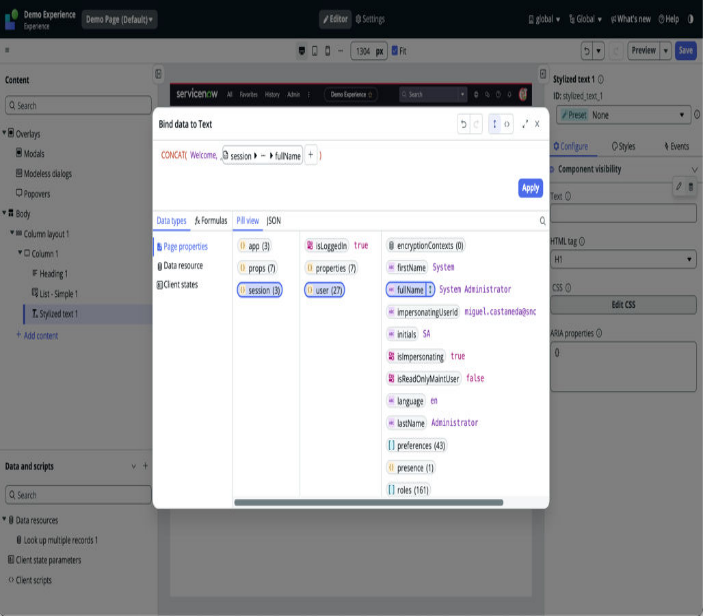 Demo Experience
Experience
Demo Page (Default)
Editor
Settings
global
Global
What's new
Help
1304 px
Fit
Preview
Save
Content
Search
Overlays
Modals
Modeless dialogs
Popovers
Body
Column layout 1
Column 1
Heading 1
List - Simple 1
Stylized text 1
+ Add content
Data and scripts
Search
Data resources
Look up multiple records 1
Client state parameters
Client scripts
servicenow
All
Favorites
History
Admin
Demo Experience
Search
Bind data to Text
CONCAT( Welcome, , session ▸ – ▸ fullName + )
Apply
Data types
Formulas
Pill view
JSON
Page properties
Data resource
Client states
app (3)
props (7)
session (3)
isLoggedIn true
properties (7)
user (27)
encryptionContexts (0)
firstName System
fullName System Administrator
impersonatingUserId miguel.castaneda@snc
initials SA
isImpersonating true
isReadOnlyMaintUser false
language en
lastName Administrator
preferences (43)
presence (1)
roles (161)
Stylized text 1
ID: stylized_text_1
Preset None
Configure
Styles
Events
Component visibility
Text
HTML tag
H1
CSS
Edit CSS
ARIA properties
{}